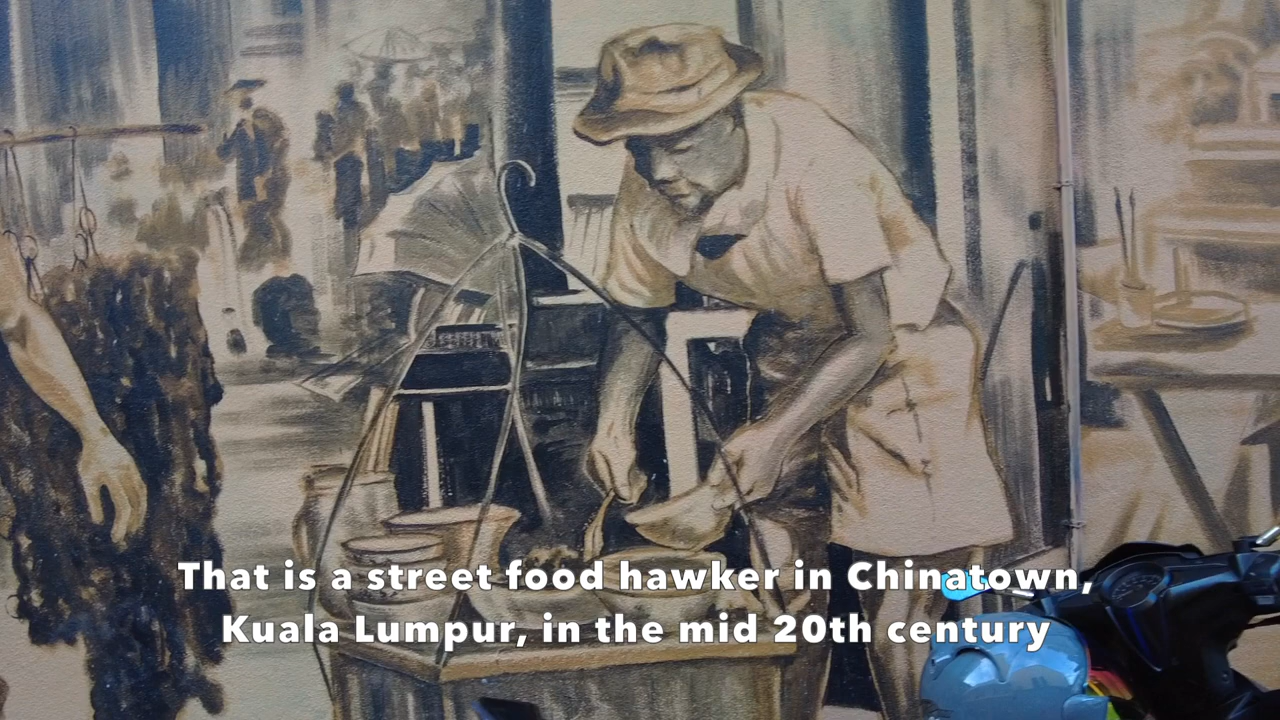 That is a street food hawker in Chinatown,
Kuala Lumpur, in the mid 20th century